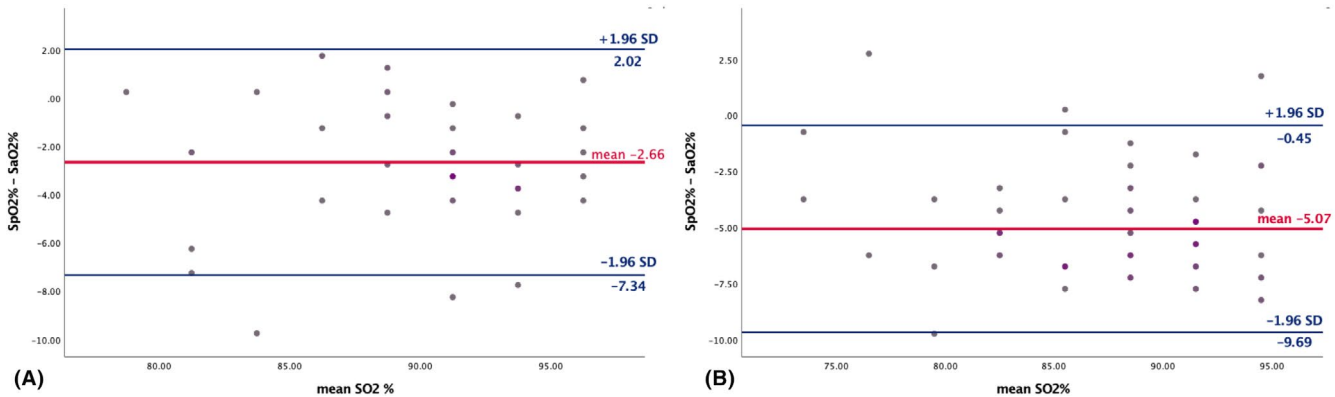 +1.96 SD
2.02
mean −2.66
−1.96 SD
−7.34
2.00
.00
−2.00
−4.00
−6.00
−8.00
−10.00
SpO2% − SaO2%
80.00 85.00 90.00 95.00
mean SO2 %
(A)
+1.96 SD
−0.45
mean −5.07
−1.96 SD
−9.69
2.50
.00
−2.50
−5.00
−7.50
−10.00
SpO2% − SaO2%
75.00 80.00 85.00 90.00 95.00
mean SO2%
(B)